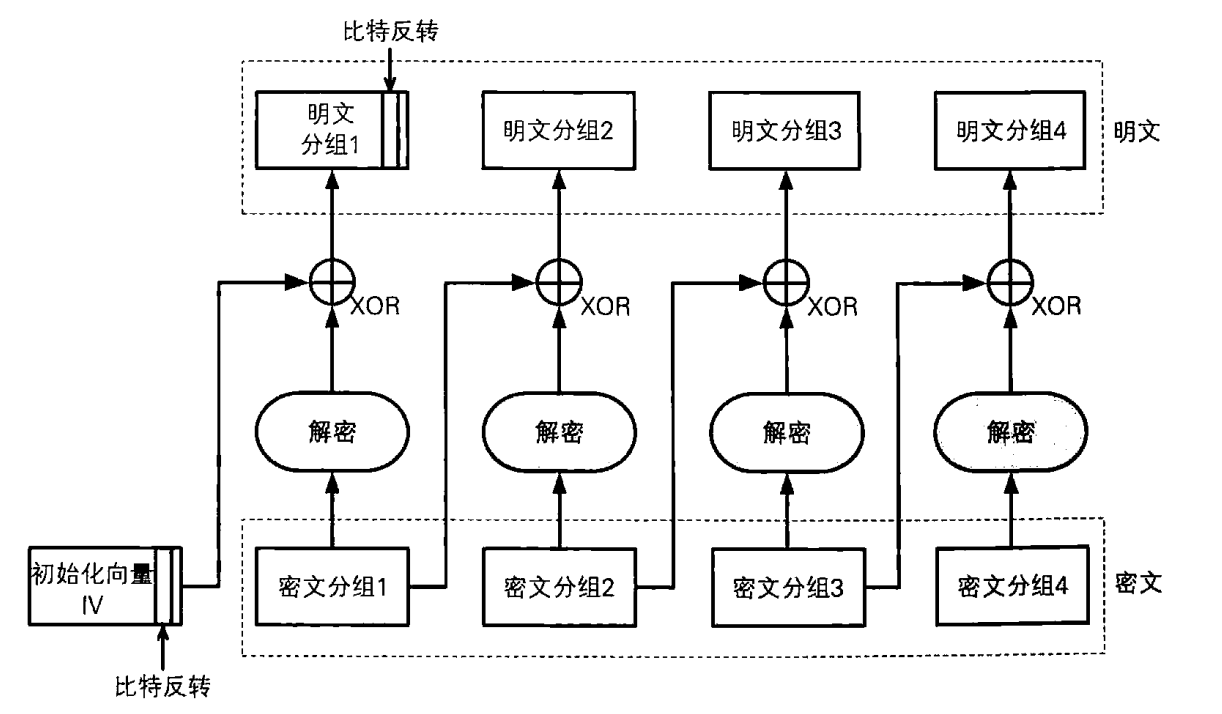 比特反转
明文
分组1
明文分组2
明文分组3
明文分组4
明文
XOR
XOR
XOR
XOR
解密
解密
解密
解密
初始化向量
IV
密文分组1
密文分组2
密文分组3
密文分组4
密文
比特反转